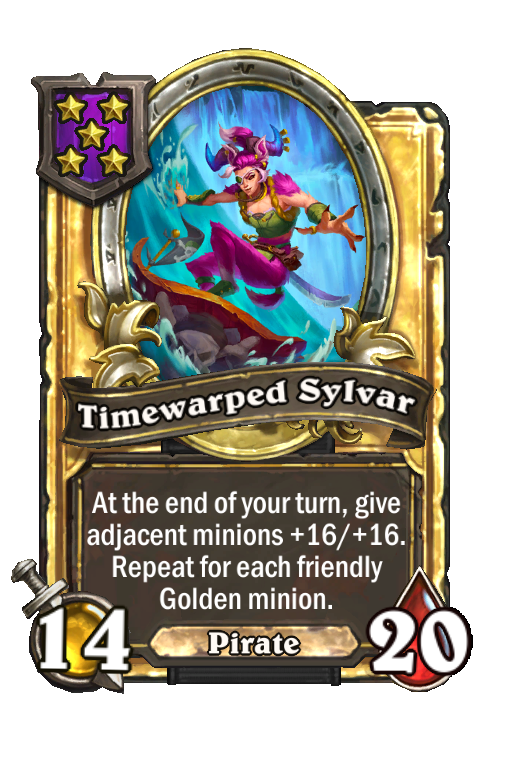 Timewarped Sylvar
At the end of your turn, give
adjacent minions +16/+16.
Repeat for each friendly
Golden minion.
14
Pirate
20